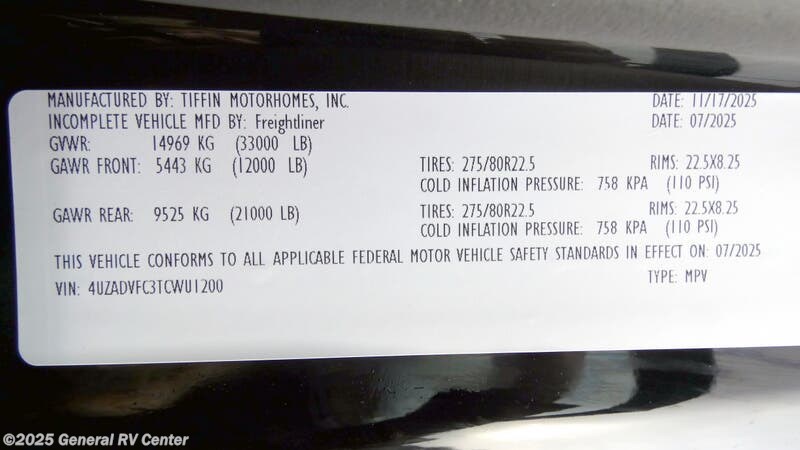 MANUFACTURED BY: TIFFIN MOTORHOMES, INC. DATE: 11/17/2025
INCOMPLETE VEHICLE MFD BY: Freightliner DATE: 07/2025
GVWR: 14969 KG (33000 LB)
GAWR FRONT: 5443 KG (12000 LB) TIRES: 275/80R22.5 RIMS: 22.5X8.25
COLD INFLATION PRESSURE: 758 KPA (110 PSI)
GAWR REAR: 9525 KG (21000 LB) TIRES: 275/80R22.5 RIMS: 22.5X8.25
COLD INFLATION PRESSURE: 758 KPA (110 PSI)
THIS VEHICLE CONFORMS TO ALL APPLICABLE FEDERAL MOTOR VEHICLE SAFETY STANDARDS IN EFFECT ON: 07/2025
VIN: 4UZADVFC3TCWU1200 TYPE: MPV
©2025 General RV Center